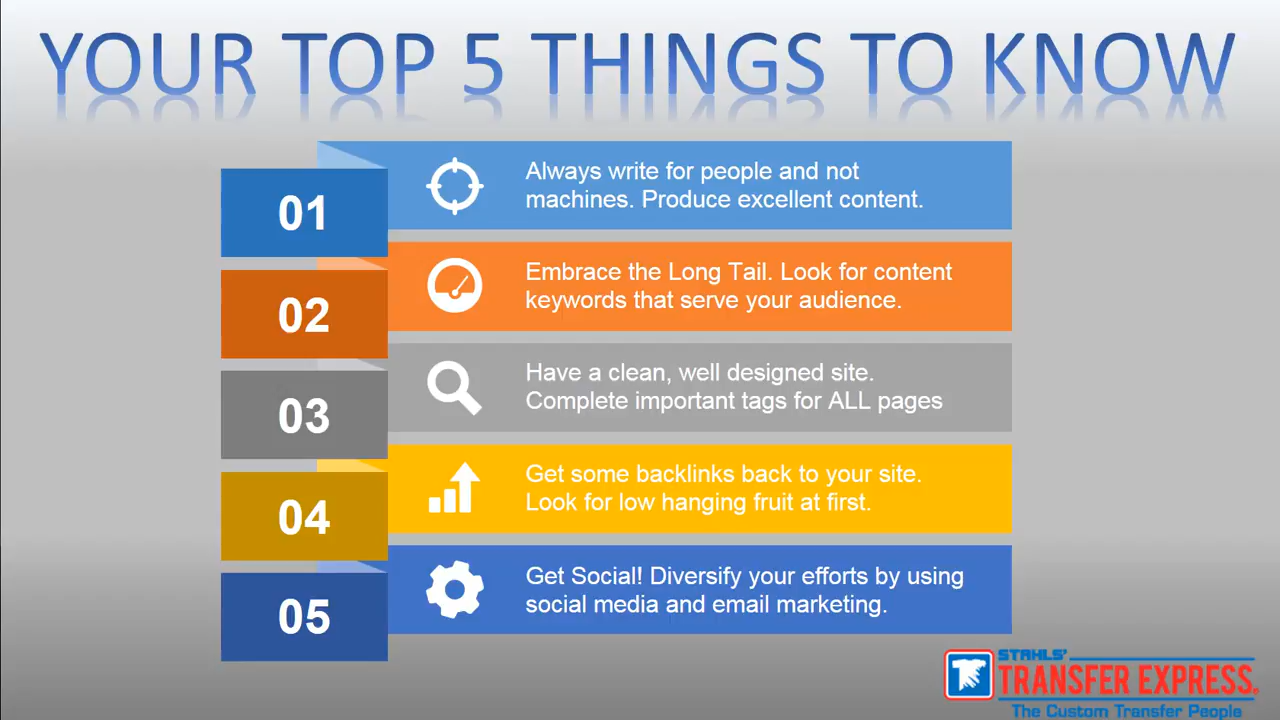 YOUR TOP 5 THINGS TO KNOW
01
Always write for people and not
machines. Produce excellent content.
02
Embrace the Long Tail. Look for content
keywords that serve your audience.
03
Have a clean, well designed site.
Complete important tags for ALL pages
04
Get some backlinks back to your site.
Look for low hanging fruit at first.
05
Get Social! Diversify your efforts by using
social media and email marketing.
STAHLS'
TRANSFER EXPRESS®
The Custom Transfer People